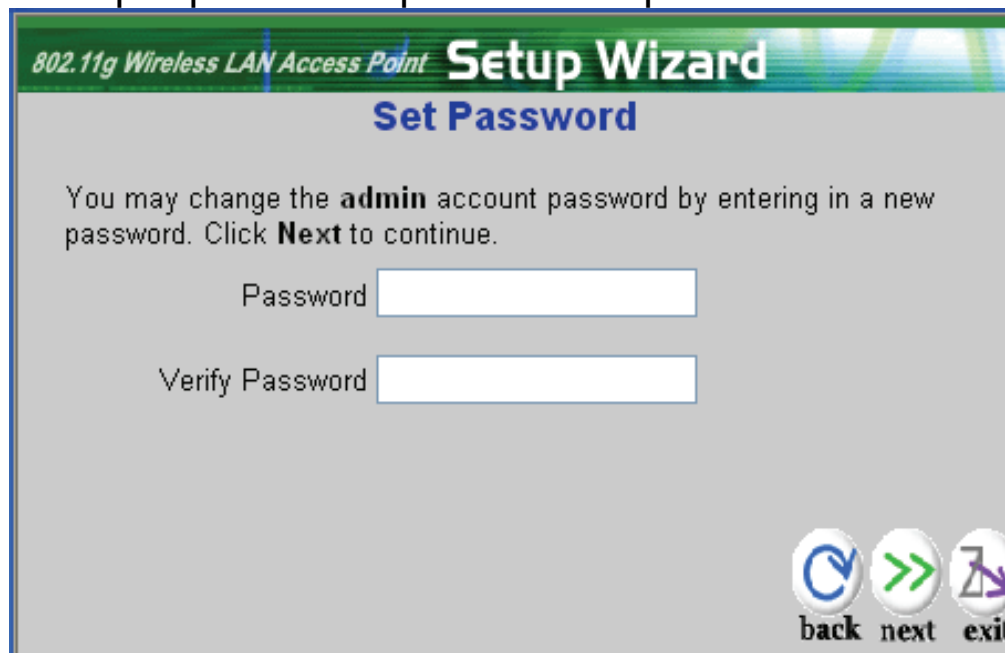 802.11g Wireless LAN Access Point Setup Wizard
Set Password
You may change the admin account password by entering in a new
password. Click Next to continue.
Password
Verify Password
back next exit